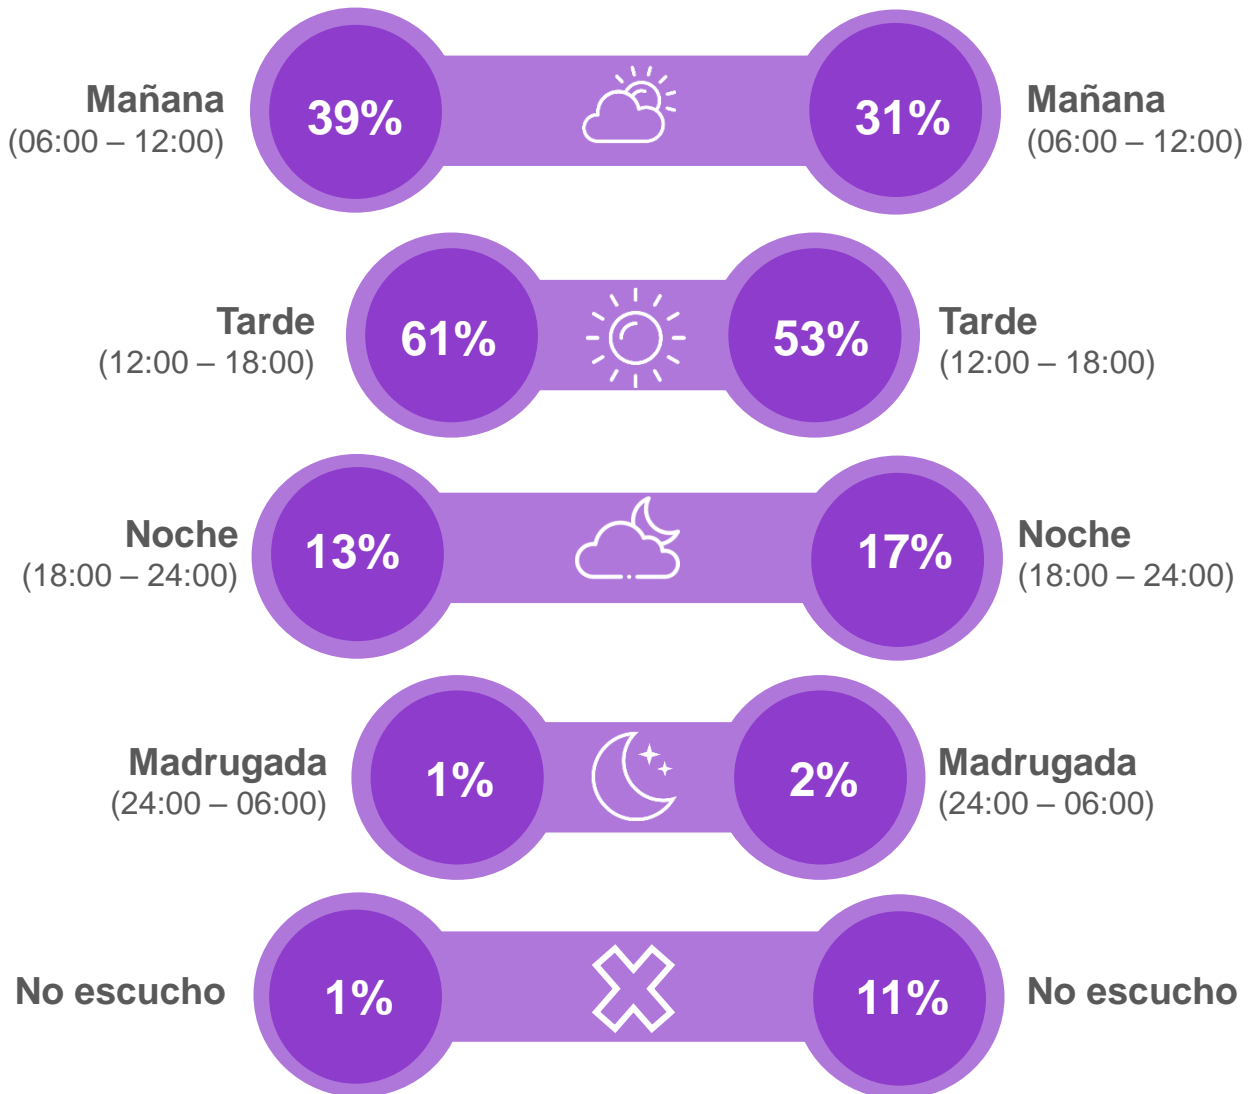 Mañana
(06:00 – 12:00)
39%
31%
Mañana
(06:00 – 12:00)
Tarde
(12:00 – 18:00)
61%
53%
Tarde
(12:00 – 18:00)
Noche
(18:00 – 24:00)
13%
17%
Noche
(18:00 – 24:00)
Madrugada
(24:00 – 06:00)
1%
2%
Madrugada
(24:00 – 06:00)
No escucho
1%
11%
No escucho